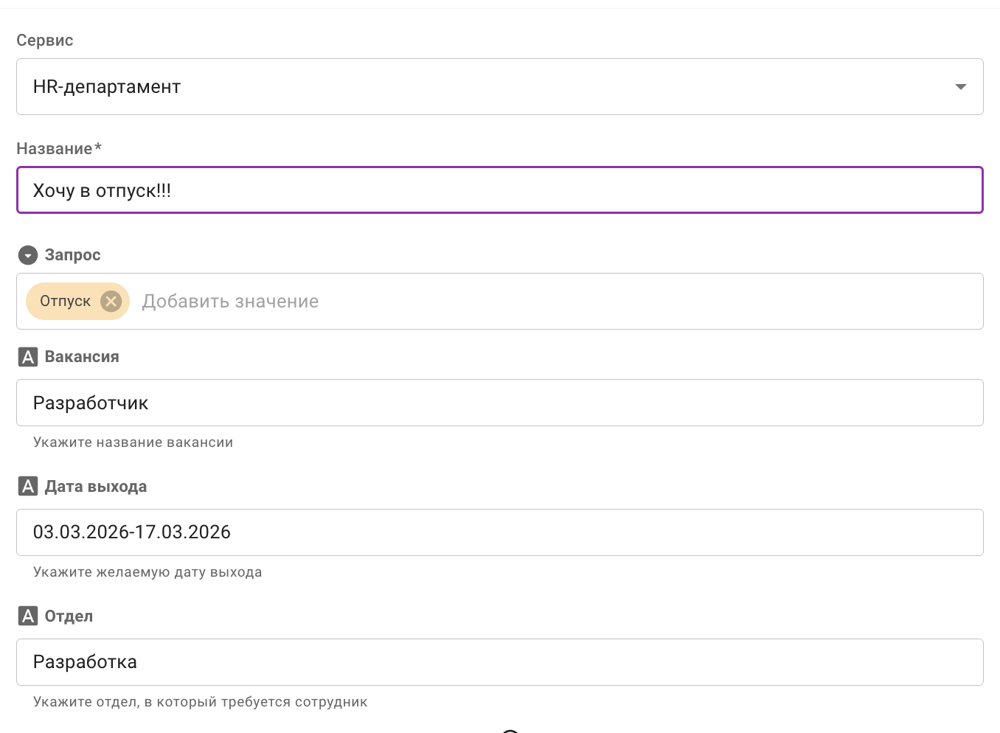 Сервис
HR-департамент
Название*
Хочу в отпуск!!!
Запрос
Отпуск Добавить значение
A Вакансия
Разработчик
Укажите название вакансии
A Дата выхода
03.03.2026-17.03.2026
Укажите желаемую дату выхода
A Отдел
Разработка
Укажите отдел, в который требуется сотрудник